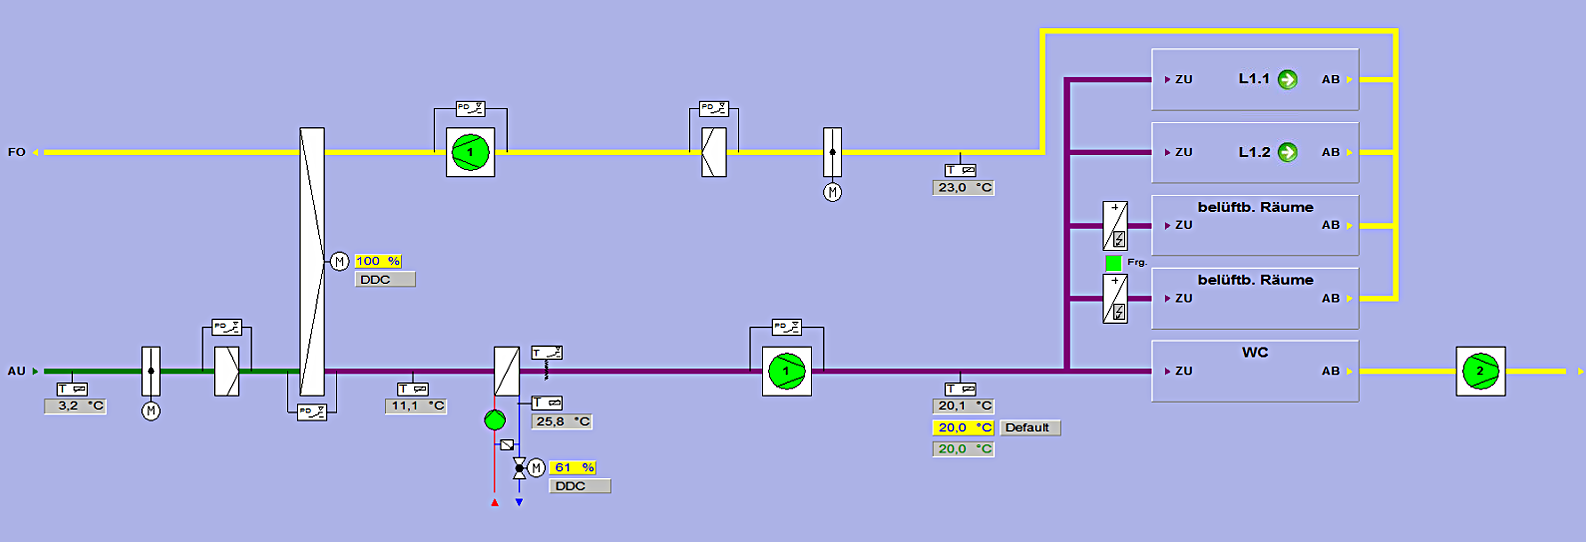 ZU L1.1 AB
PD
PD
FO
1
ZU L1.2 AB
T
M
23,0 °C
belüftb. Räume
+
ZU AB
M
100 %
Frg.
DDC
belüftb. Räume
+
ZU AB
PD
PD
T
WC
AU
1
ZU AB
2
T
T
T
M
PD
T
3,2 °C
11,1 °C
25,8 °C
20,1 °C
20,0 °C Default
20,0 °C
M
61 %
DDC